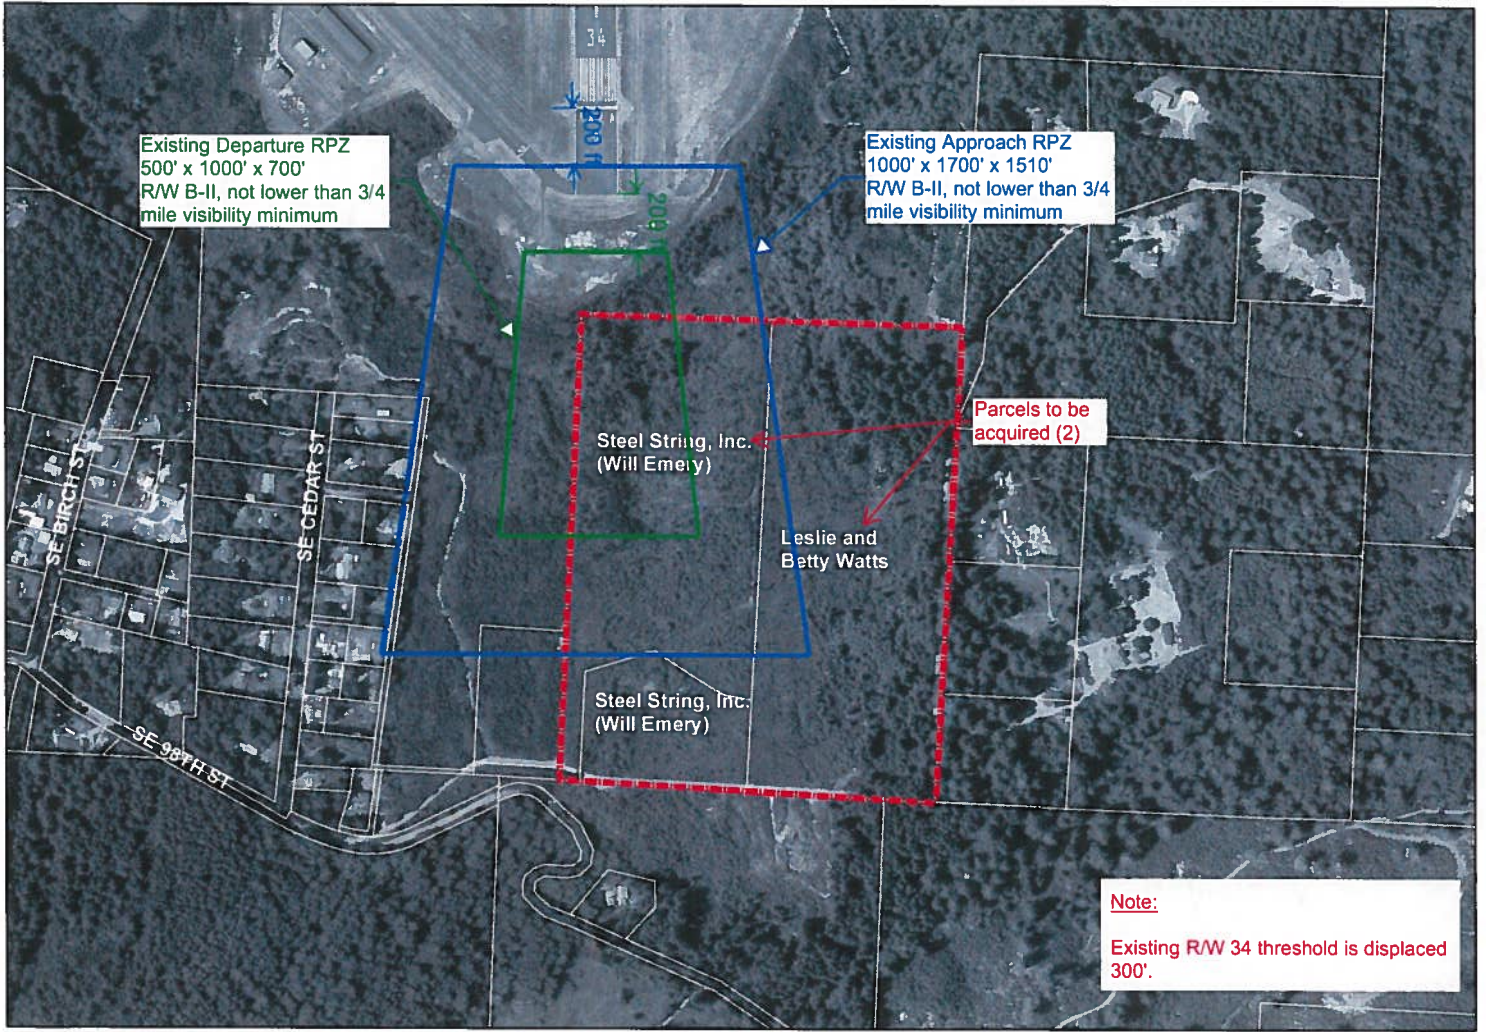 34
200 ft
Existing Departure RPZ
500' x 1000' x 700'
R/W B-II, not lower than 3/4
mile visibility minimum
Existing Approach RPZ
1000' x 1700' x 1510'
R/W B-II, not lower than 3/4
mile visibility minimum
200 ft
Parcels to be
acquired (2)
Steel String, Inc.
(Will Emery)
SE BIRCH ST
SE CEDAR ST
Leslie and
Betty Watts
Steel String, Inc.
(Will Emery)
SE 98TH ST
Note:
Existing R/W 34 threshold is displaced
300'.